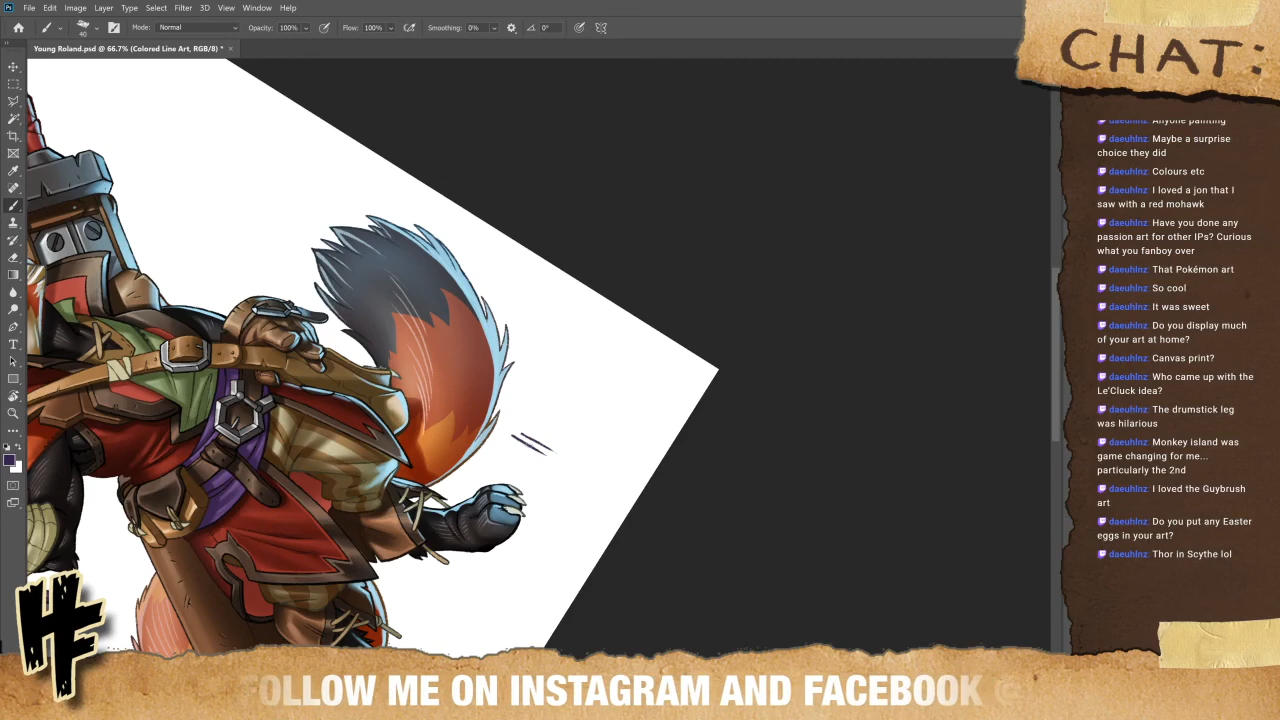 File Edit Image Layer Type Select Filter 3D View Window Help
40 Mode: Normal Opacity: 100% Flow: 100% Smoothing: 0% 0°
Young Roland.psd @ 66.7% (Colored Line Art, RGB/8) * ×
CHAT:
daeuhlnz: Anyone painting
daeuhlnz: Maybe a surprise
choice they did
daeuhlnz: Colours etc
daeuhlnz: I loved a jon that I
saw with a red mohawk
daeuhlnz: Have you done any
passion art for other IPs? Curious
what you fanboy over
daeuhlnz: That Pokémon art
daeuhlnz: So cool
daeuhlnz: It was sweet
daeuhlnz: Do you display much
of your art at home?
daeuhlnz: Canvas print?
daeuhlnz: Who came up with the
Le'Cluck idea?
daeuhlnz: The drumstick leg
was hilarious
daeuhlnz: Monkey island was
game changing for me...
particularly the 2nd
daeuhlnz: I loved the Guybrush
art
daeuhlnz: Do you put any Easter
eggs in your art?
daeuhlnz: Thor in Scythe lol
HF
FOLLOW ME ON INSTAGRAM AND FACEBOOK @